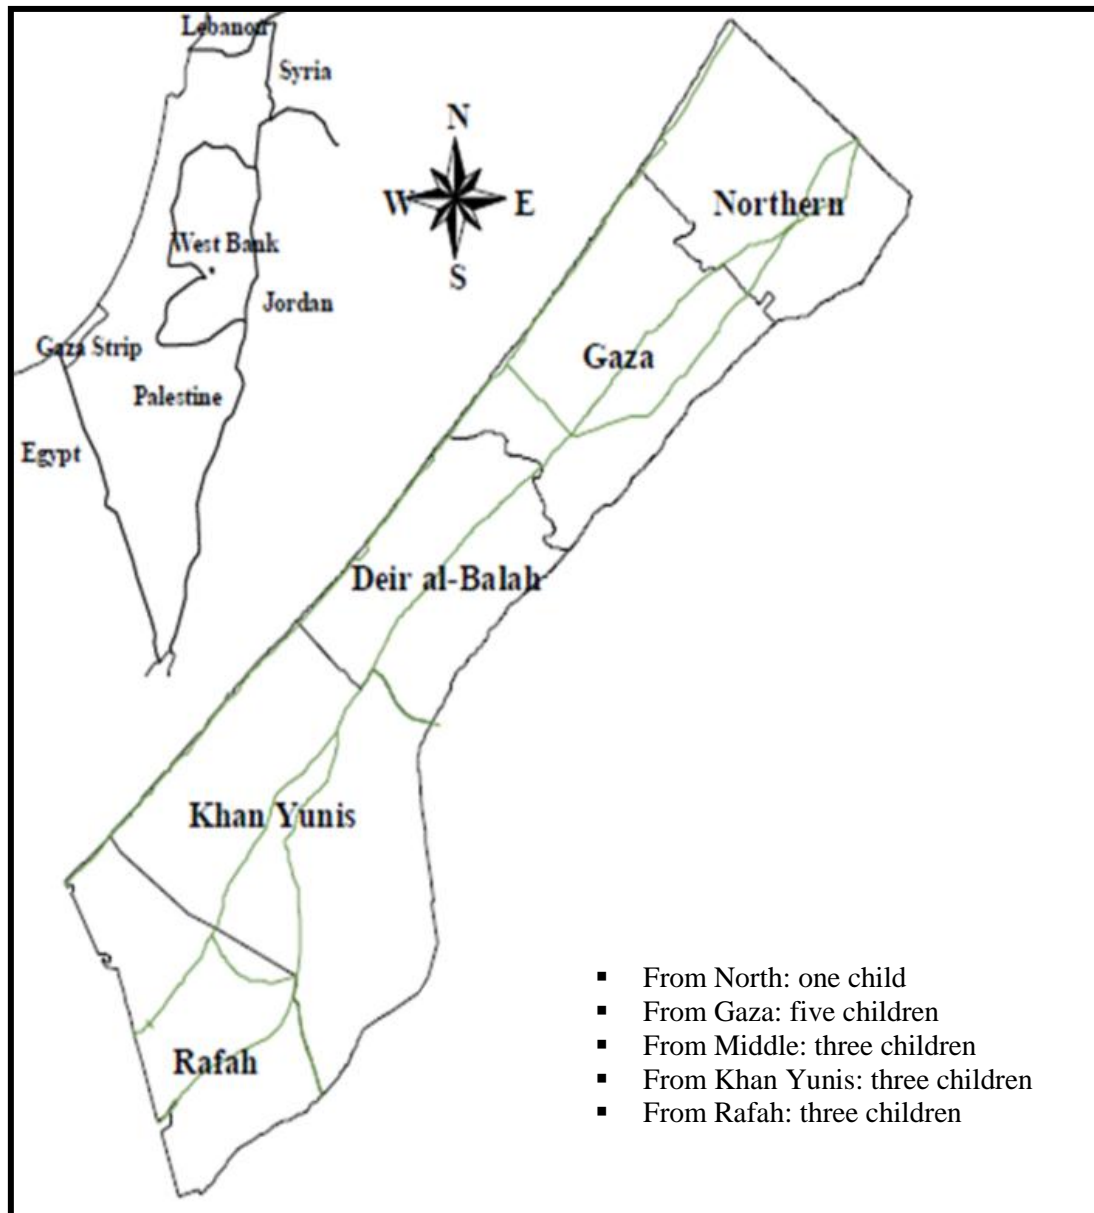 Lebanon
Syria
N
W E
S
Northern
West Bank
Jordan
Gaza Strip
Gaza
Palestine
Egypt
Deir al-Balah
Khan Yunis
Rafah
▪ From North: one child
▪ From Gaza: five children
▪ From Middle: three children
▪ From Khan Yunis: three children
▪ From Rafah: three children